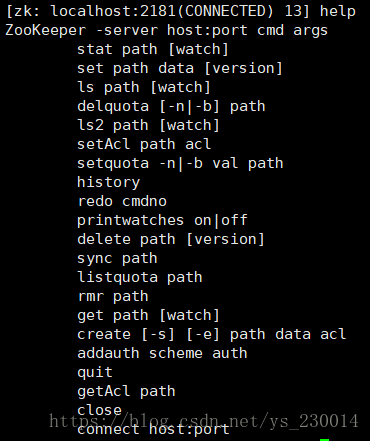 [zk: localhost:2181(CONNECTED) 13] help
ZooKeeper -server host:port cmd args
stat path [watch]
set path data [version]
ls path [watch]
delquota [-n|-b] path
ls2 path [watch]
setAcl path acl
setquota -n|-b val path
history
redo cmdno
printwatches on|off
delete path [version]
sync path
listquota path
rmr path
get path [watch]
create [-s] [-e] path data acl
addauth scheme auth
quit
getAcl path
close
https://blog.csdn.net/ys_230014
connect host:port